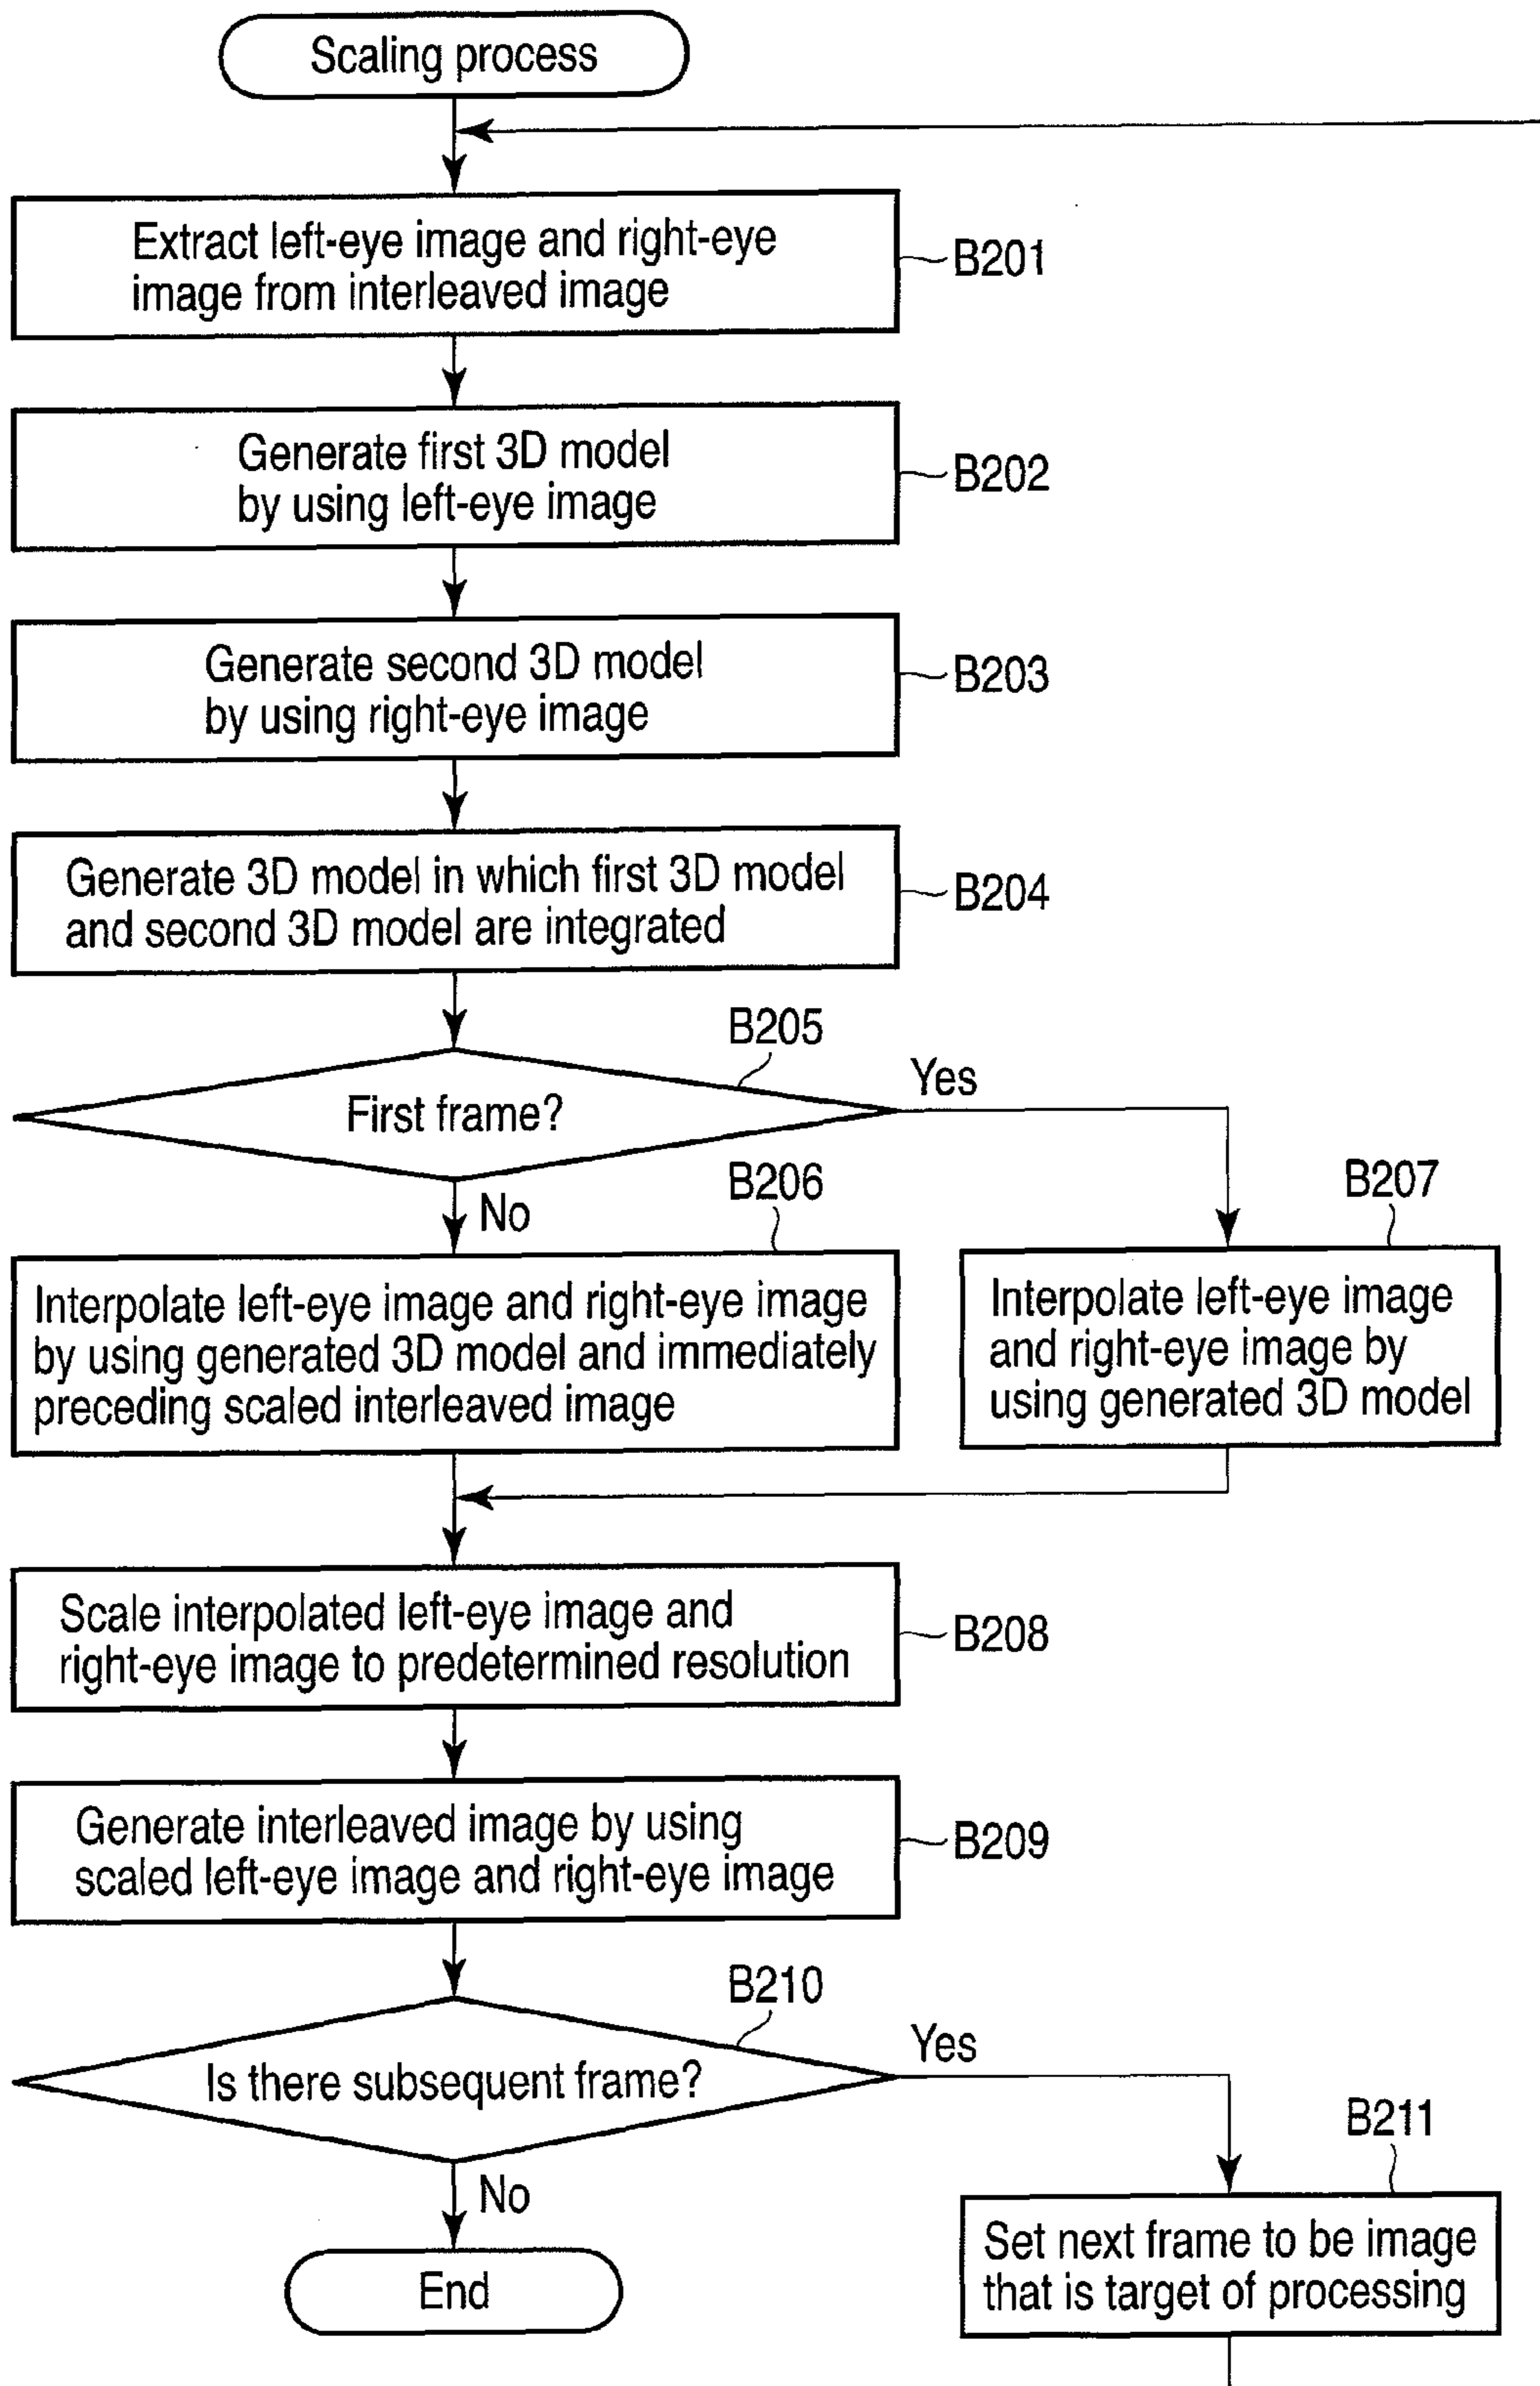 Scaling process
Extract left-eye image and right-eye
image from interleaved image
B201
Generate first 3D model
by using left-eye image
B202
Generate second 3D model
by using right-eye image
B203
Generate 3D model in which first 3D model
and second 3D model are integrated
B204
B205
First frame?
Yes
No
B206
Interpolate left-eye image and right-eye image
by using generated 3D model and immediately
preceding scaled interleaved image
B207
Interpolate left-eye image
and right-eye image by
using generated 3D model
Scale interpolated left-eye image and
right-eye image to predetermined resolution
B208
Generate interleaved image by using
scaled left-eye image and right-eye image
B209
B210
Is there subsequent frame?
Yes
No
B211
Set next frame to be image
that is target of processing
End